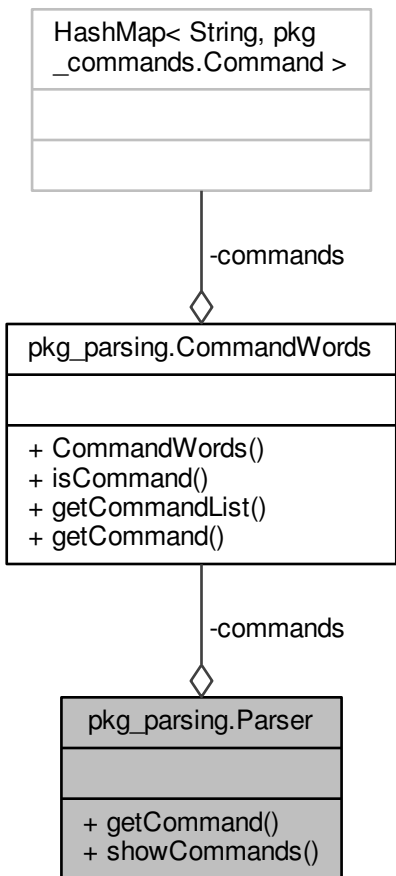 HashMap< String, pkg
_commands.Command >
-commands
pkg_parsing.CommandWords
+ CommandWords()
+ isCommand()
+ getCommandList()
+ getCommand()
-commands
pkg_parsing.Parser
+ getCommand()
+ showCommands()